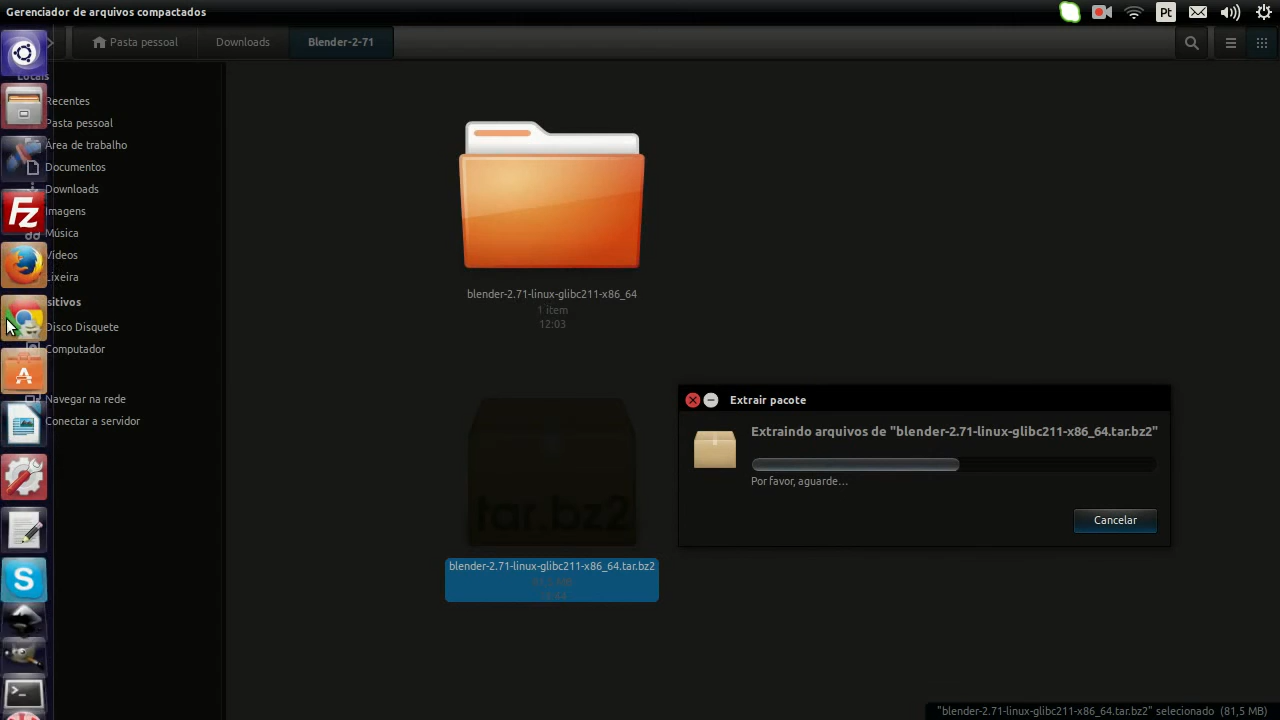 Gerenciador de arquivos compactados
Pt
Pasta pessoal
Downloads
Blender-2-71
Locais
Recentes
Pasta pessoal
Área de trabalho
Documentos
Downloads
Imagens
Música
Vídeos
Lixeira
sitivos
Disco Disquete
Computador
Navegar na rede
Conectar a servidor
blender-2.71-linux-glibc211-x86_64
1 item
12:03
tar.bz2
blender-2.71-linux-glibc211-x86_64.tar.bz2
Extrair pacote
Extraindo arquivos de "blender-2.71-linux-glibc211-x86_64.tar.bz2"
Por favor, aguarde...
Cancelar
"blender-2.71-linux-glibc211-x86_64.tar.bz2" selecionado (81,5 MB)